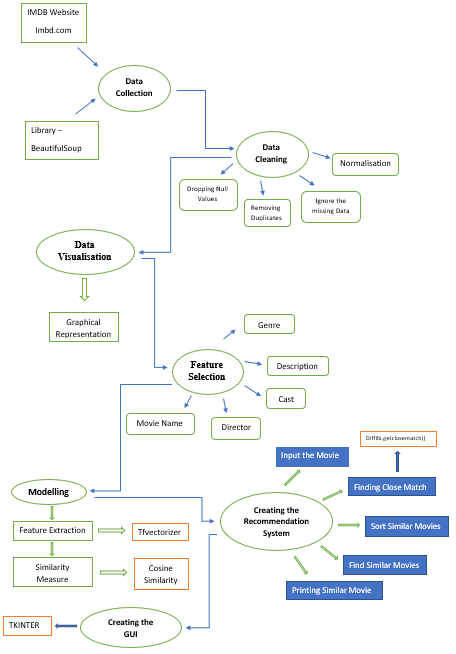 IMDB Website
Imbd.com
Data
Collection
Library –
BeautifulSoup
Data
Cleaning
Normalisation
Dropping Null
Values
Removing
Duplicates
Ignore the
missing Data
Data
Visualisation
Graphical
Representation
Genre
Feature
Selection
Description
Cast
Movie Name
Director
Difflib.getclosematch()
Input the Movie
Finding Close Match
Modelling
Creating the
Recommendation
System
Sort Similar Movies
Feature Extraction
Tfvectorizer
Find Similar Movies
Similarity
Measure
Cosine
Similarity
Printing Similar Movie
TKINTER
Creating the
GUI